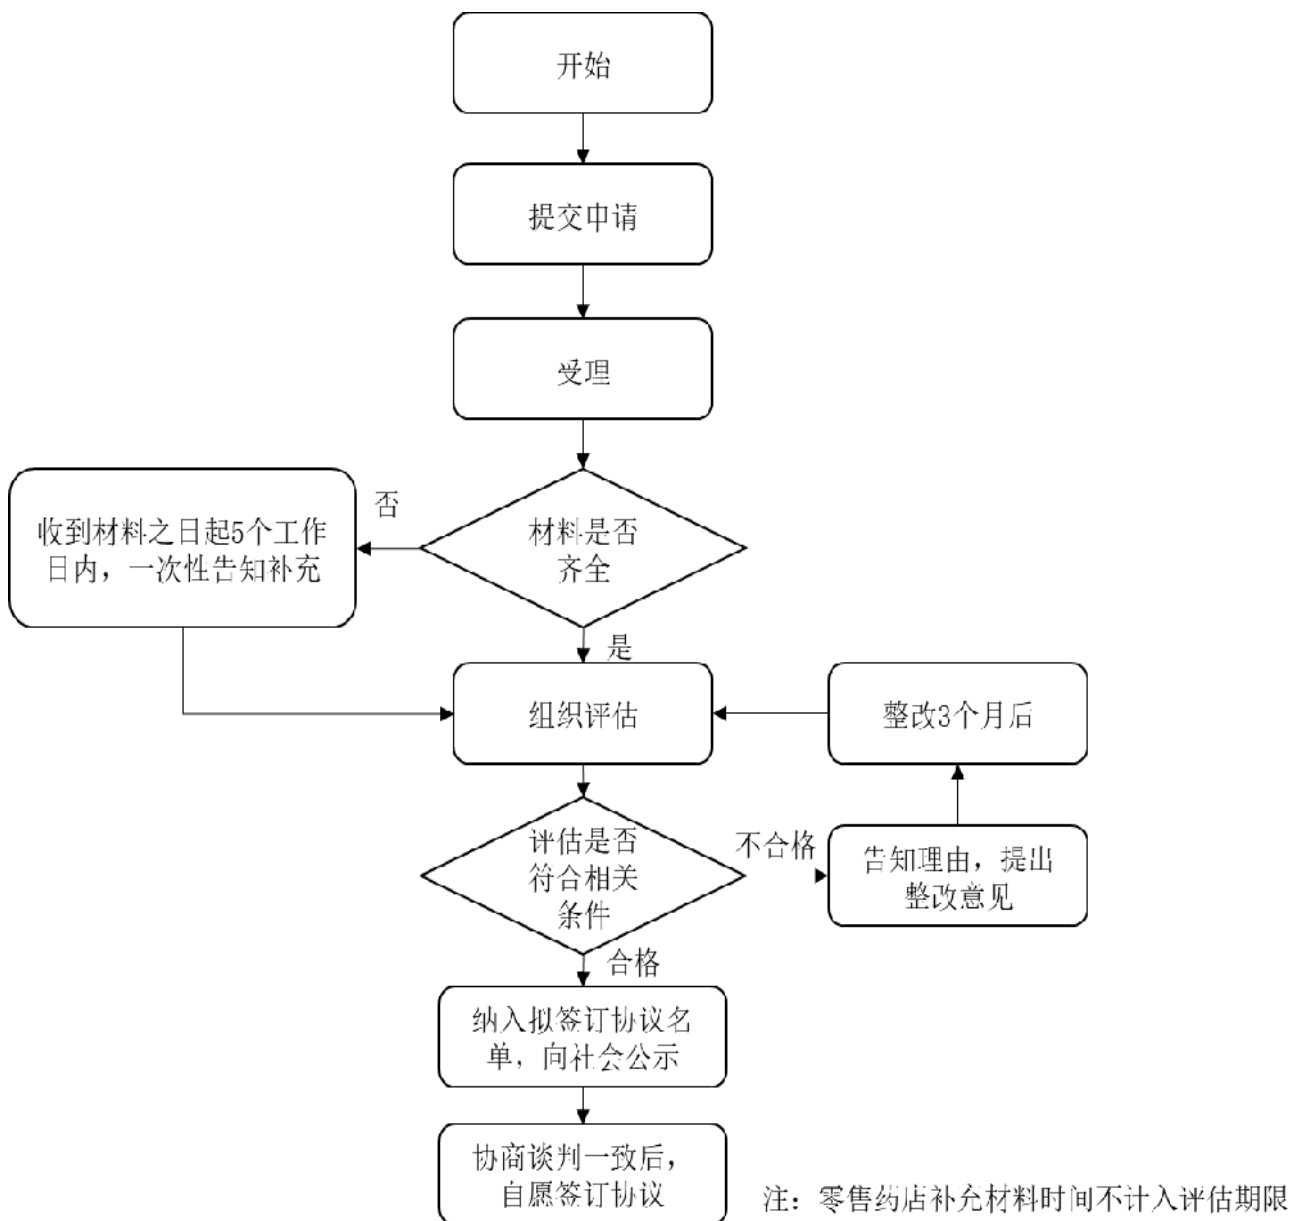 开始
提交申请
受理
材料是否
齐全
否
收到材料之日起5个工作
日内，一次性告知补充
是
组织评估
整改3个月后
评估是否
符合相关
条件
不合格
告知理由，提出
整改意见
合格
纳入拟签订协议名
单，向社会公示
协商谈判一致后，
自愿签订协议
注：零售药店补充材料时间不计入评估期限